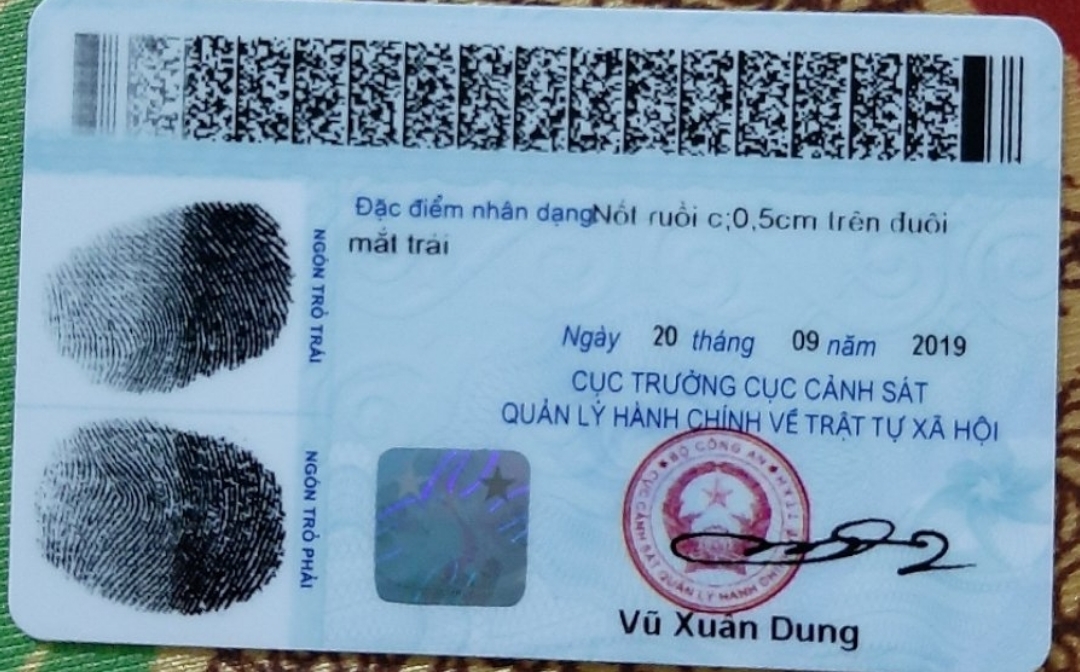 Đặc điểm nhân dạng Nốt ruồi c;0,5cm trên đuôi
mắt trái
NGÓN TRỎ TRÁI
NGÓN TRỎ PHẢI
Ngày 20 tháng 09 năm 2019
CỤC TRƯỞNG CỤC CẢNH SÁT
QUẢN LÝ HÀNH CHÍNH VỀ TRẬT TỰ XÃ HỘI
BỘ CÔNG AN
CỤC CẢNH SÁT QUẢN LÝ HÀNH CHÍNH
Vũ Xuân Dung